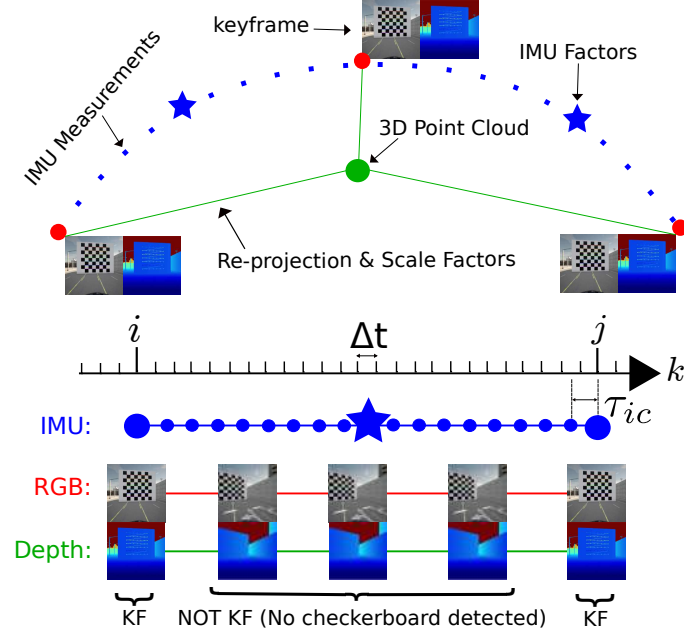 keyframe
IMU Factors
IMU Measurements
3D Point Cloud
Re-projection & Scale Factors
i
Δt
j
k
τic
IMU:
RGB:
Depth:
KF
NOT KF (No checkerboard detected)
KF